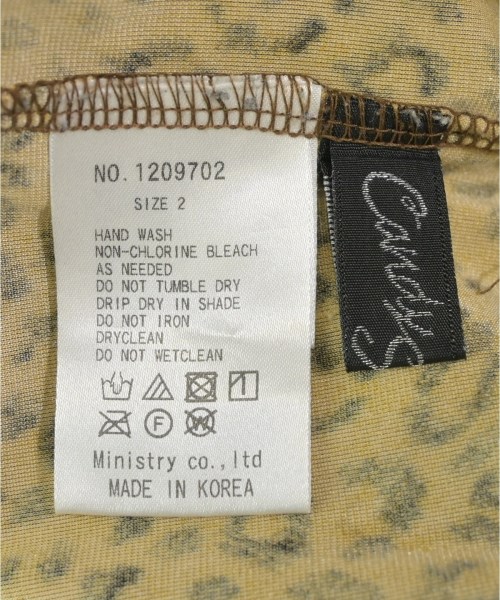 NO. 1209702
SIZE 2
HAND WASH
NON-CHLORINE BLEACH
AS NEEDED
DO NOT TUMBLE DRY
DRIP DRY IN SHADE
DO NOT IRON
DRYCLEAN
DO NOT WETCLEAN
F
W
Ministry co.,ltd
MADE IN KOREA
Candy
S